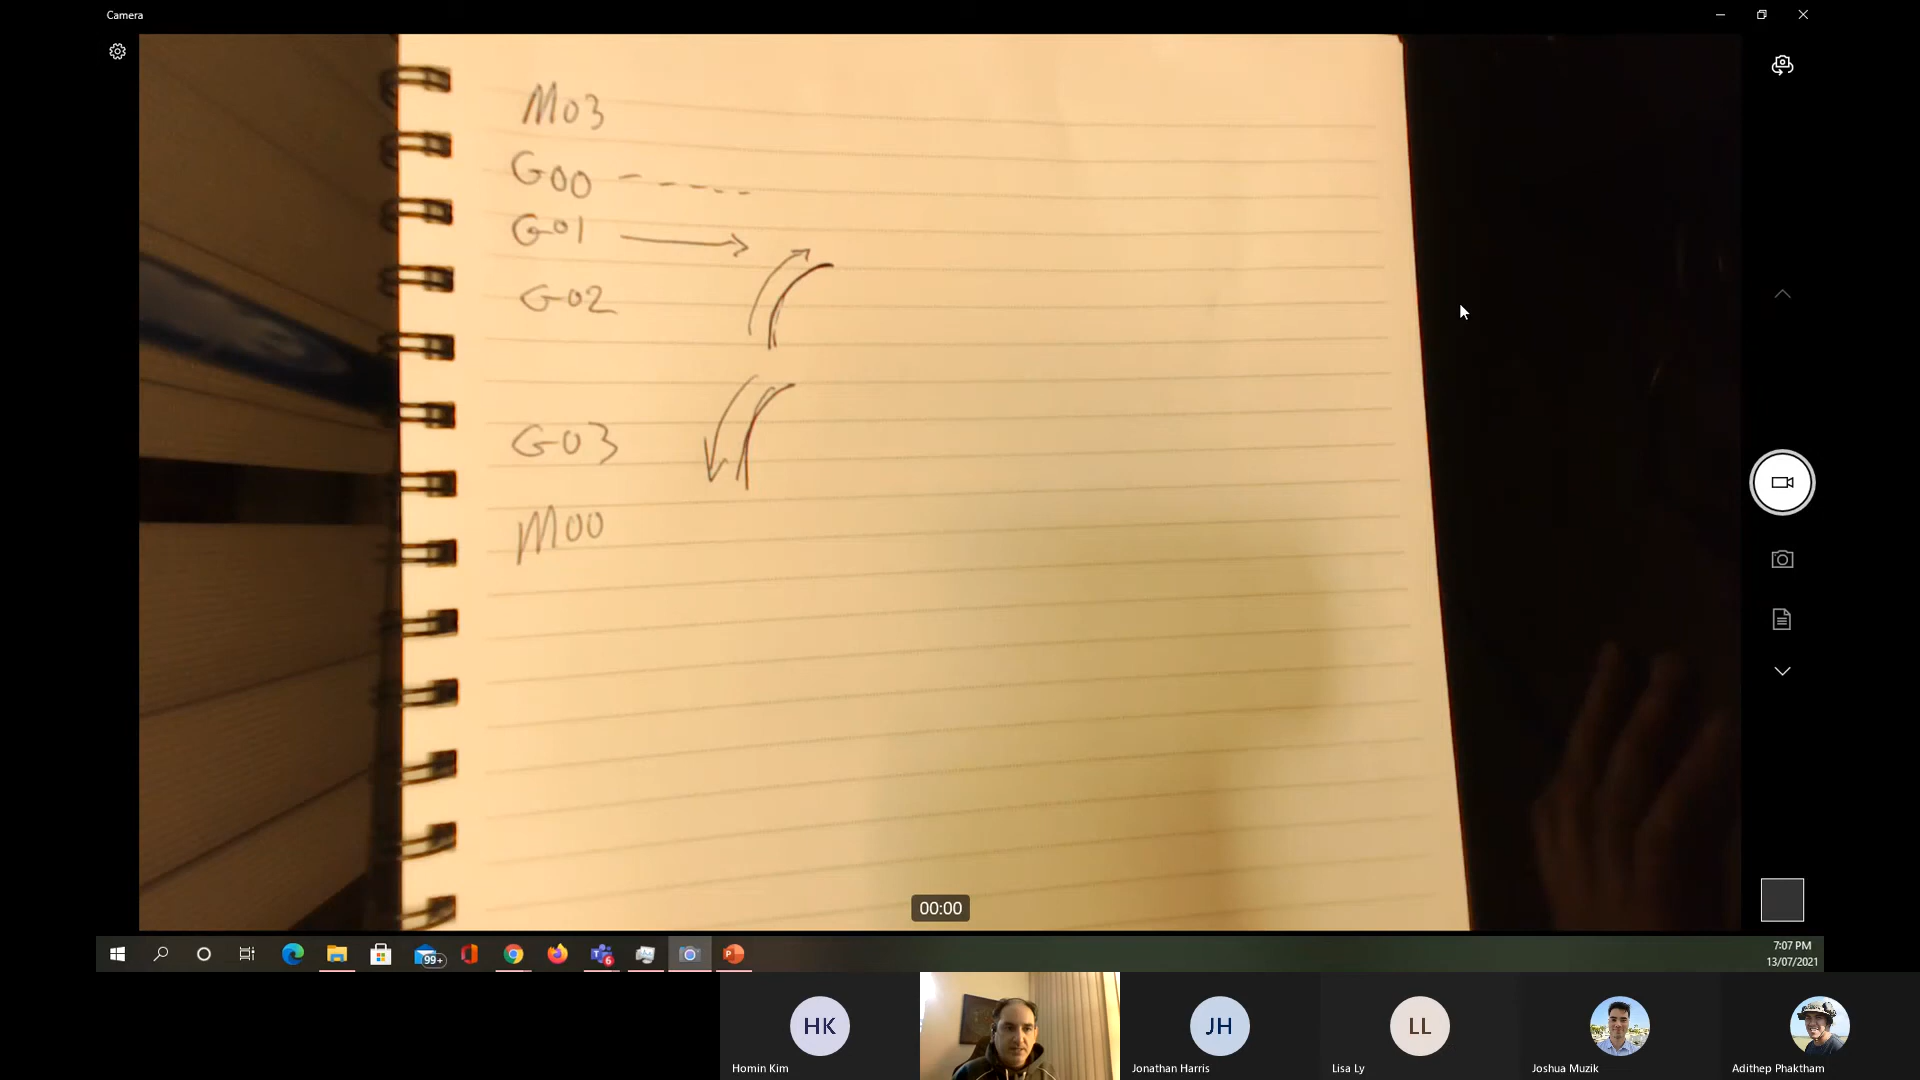 Camera
M03
G00
G01
G02
G03
M00
00:00
99+
6
7:07 PM
13/07/2021
HK
JH
LL
Homin Kim
Jonathan Harris
Lisa Ly
Joshua Muzik
Adithep Phaktham